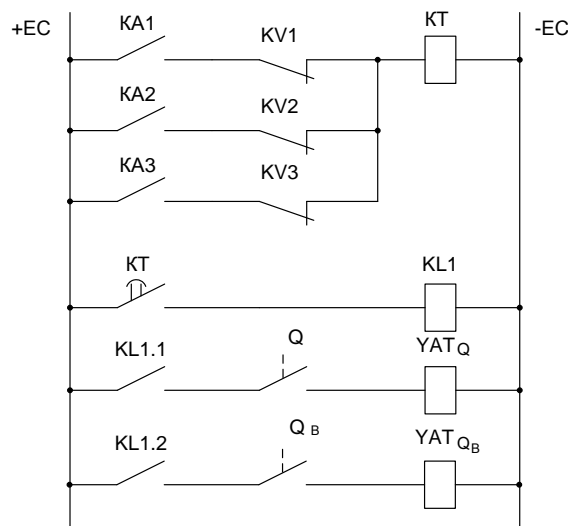 +EC
KA1
KV1
KT
-EC
KA2
KV2
KA3
KV3
KT
KL1
KL1.1
Q
YATQ
KL1.2
QB
YATQB